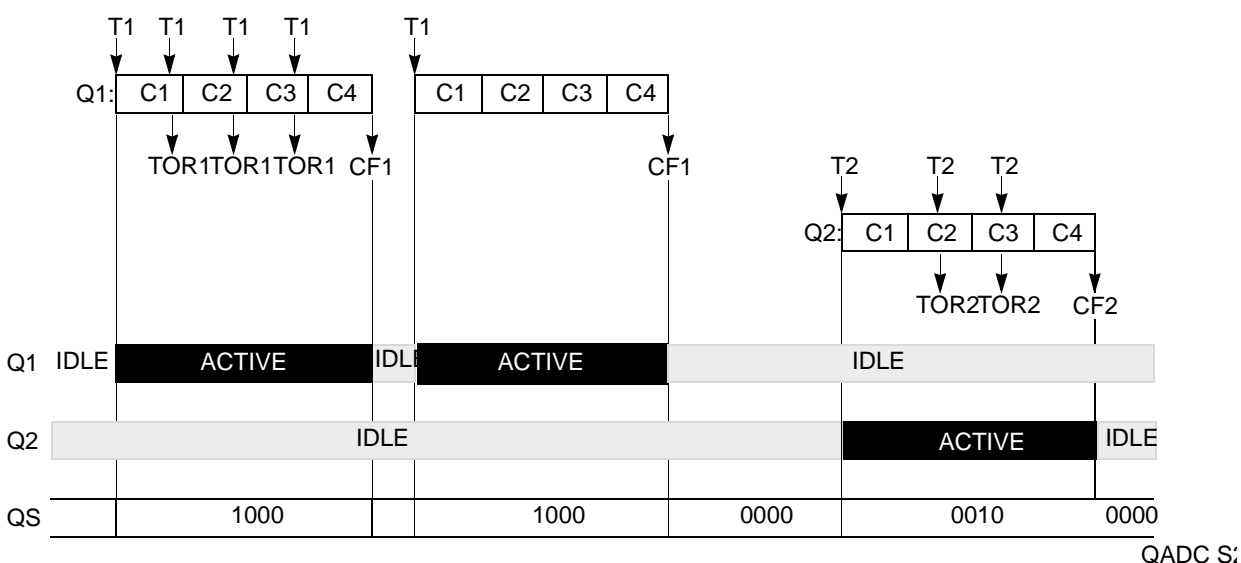 T1 T1 T1 T1 T1
Q1: C1 C2 C3 C4 C1 C2 C3 C4
TOR1 TOR1 TOR1 CF1 CF1
T2 T2 T2
Q2: C1 C2 C3 C4
TOR2 TOR2 CF2
Q1 IDLE ACTIVE IDLE ACTIVE IDLE
Q2 IDLE ACTIVE IDLE
QS 1000 1000 0000 0010 0000
QADC S2